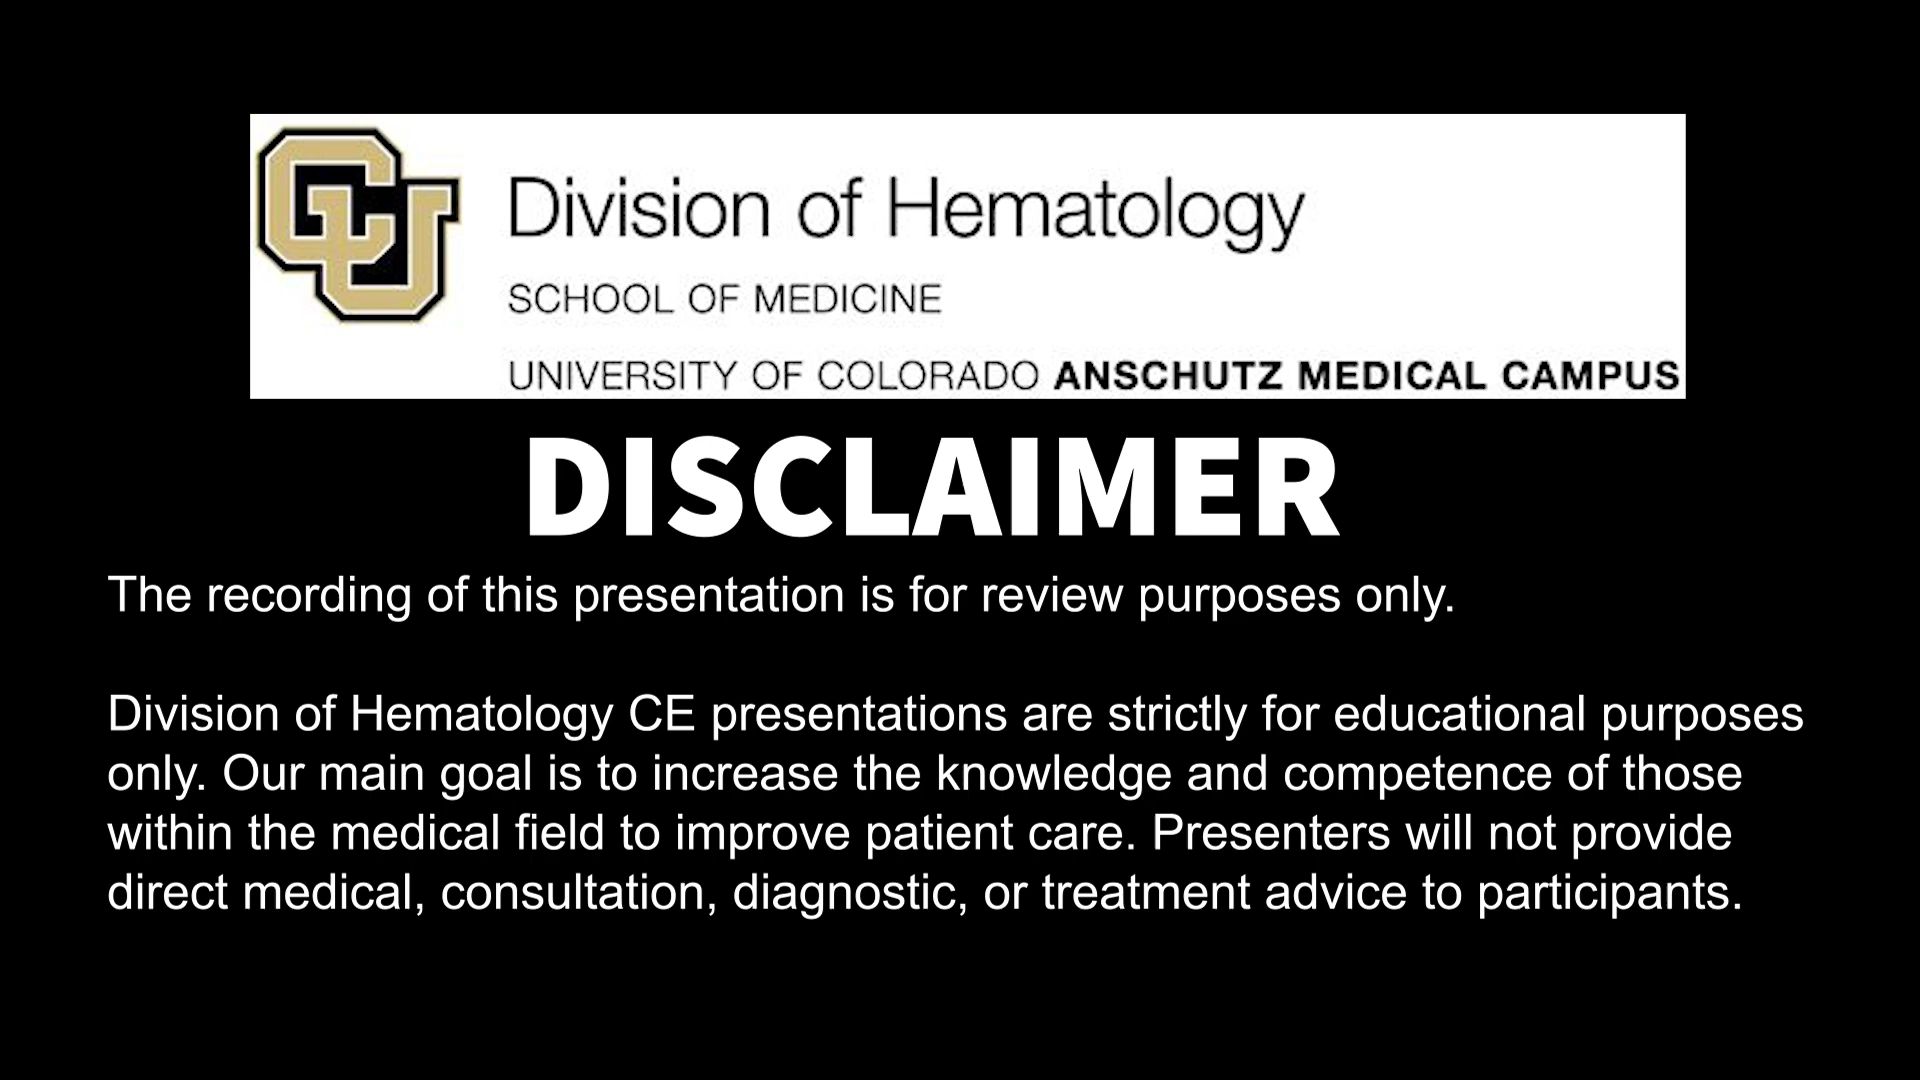 CU
Division of Hematology
SCHOOL OF MEDICINE
UNIVERSITY OF COLORADO ANSCHUTZ MEDICAL CAMPUS
DISCLAIMER
The recording of this presentation is for review purposes only.
Division of Hematology CE presentations are strictly for educational purposes
only. Our main goal is to increase the knowledge and competence of those
within the medical field to improve patient care. Presenters will not provide
direct medical, consultation, diagnostic, or treatment advice to participants.